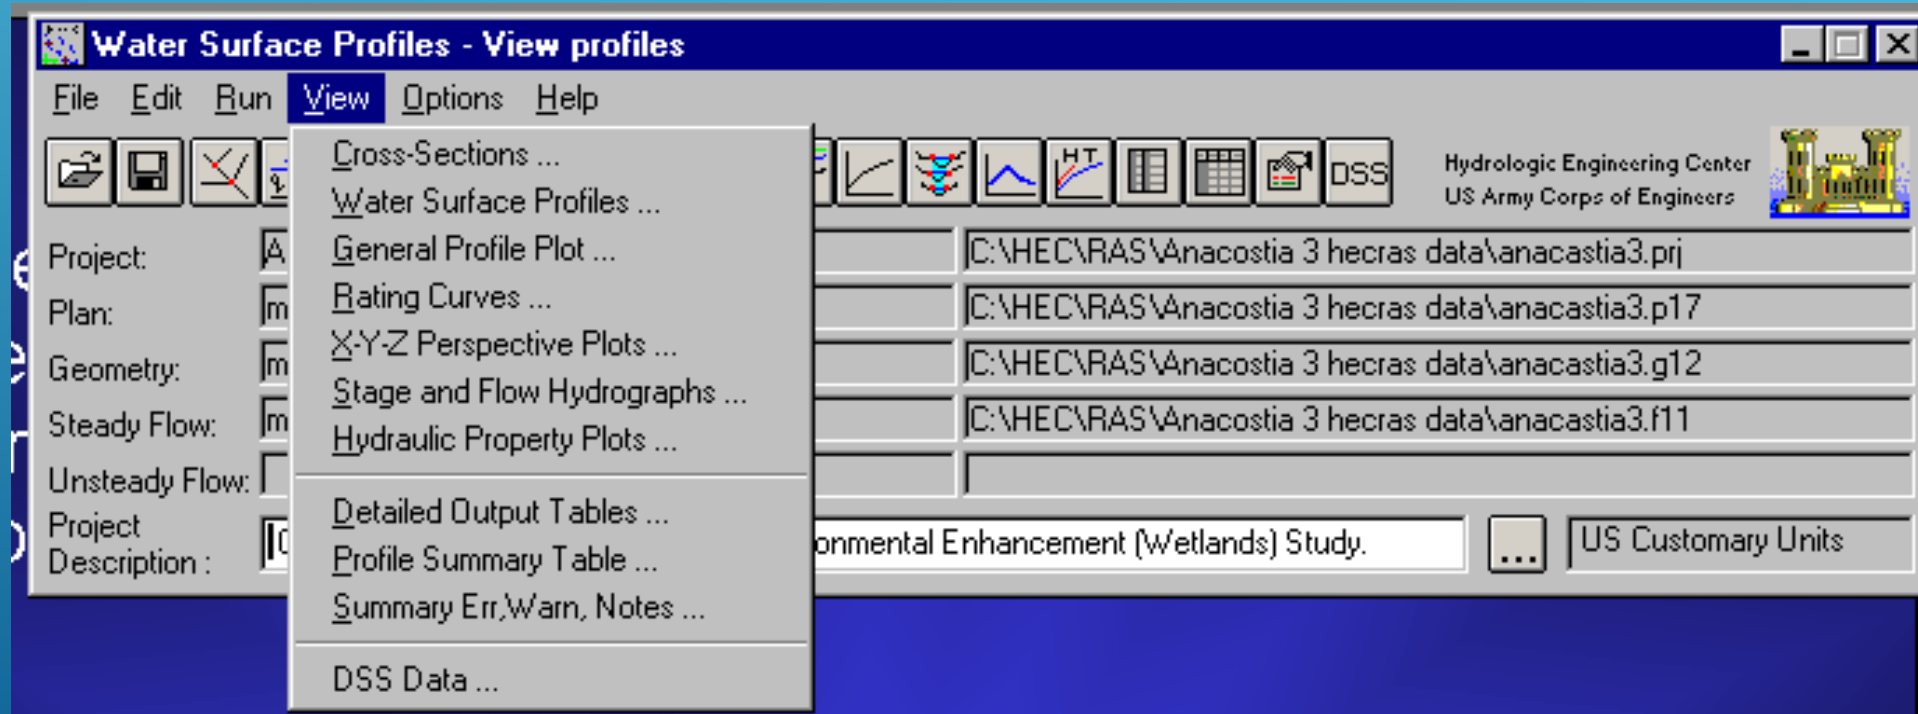 Water Surface Profiles - View profiles
File Edit Run View Options Help
Cross-Sections ...
Water Surface Profiles ...
General Profile Plot ...
Rating Curves ...
X-Y-Z Perspective Plots ...
Stage and Flow Hydrographs ...
Hydraulic Property Plots ...
Detailed Output Tables ...
Profile Summary Table ...
Summary Err,Warn, Notes ...
DSS Data ...
HT
DSS
Hydrologic Engineering Center
US Army Corps of Engineers
Project: A C:\HEC\RAS\Anacostia 3 hecras data\anacastia3.prj
Plan: m C:\HEC\RAS\Anacostia 3 hecras data\anacastia3.p17
Geometry: m C:\HEC\RAS\Anacostia 3 hecras data\anacastia3.g12
Steady Flow: m C:\HEC\RAS\Anacostia 3 hecras data\anacastia3.f11
Unsteady Flow:
Project
Description : onmental Enhancement (Wetlands) Study. ... US Customary Units